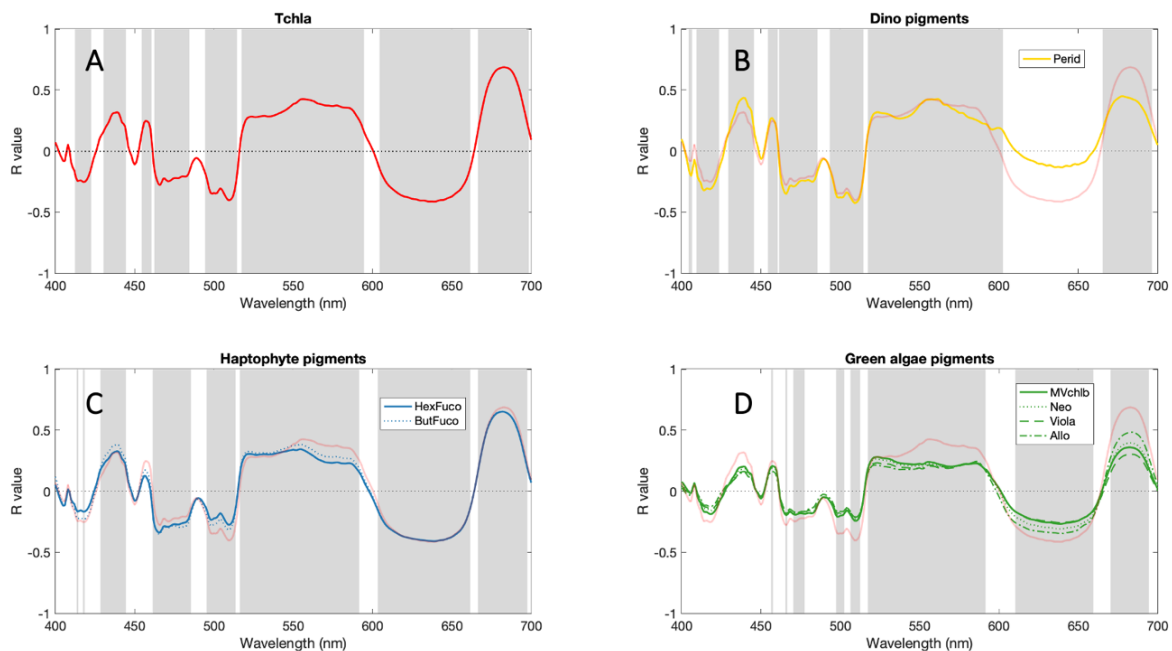 Tchla
A
R value
1
0.5
0
-0.5
-1
400 450 500 550 600 650 700
Wavelength (nm)
Dino pigments
B
Perid
R value
1
0.5
0
-0.5
-1
400 450 500 550 600 650 700
Wavelength (nm)
Haptophyte pigments
C
HexFuco
ButFuco
R value
1
0.5
0
-0.5
-1
400 450 500 550 600 650 700
Wavelength (nm)
Green algae pigments
D
MVchlb
Neo
Viola
Allo
R value
1
0.5
0
-0.5
-1
400 450 500 550 600 650 700
Wavelength (nm)